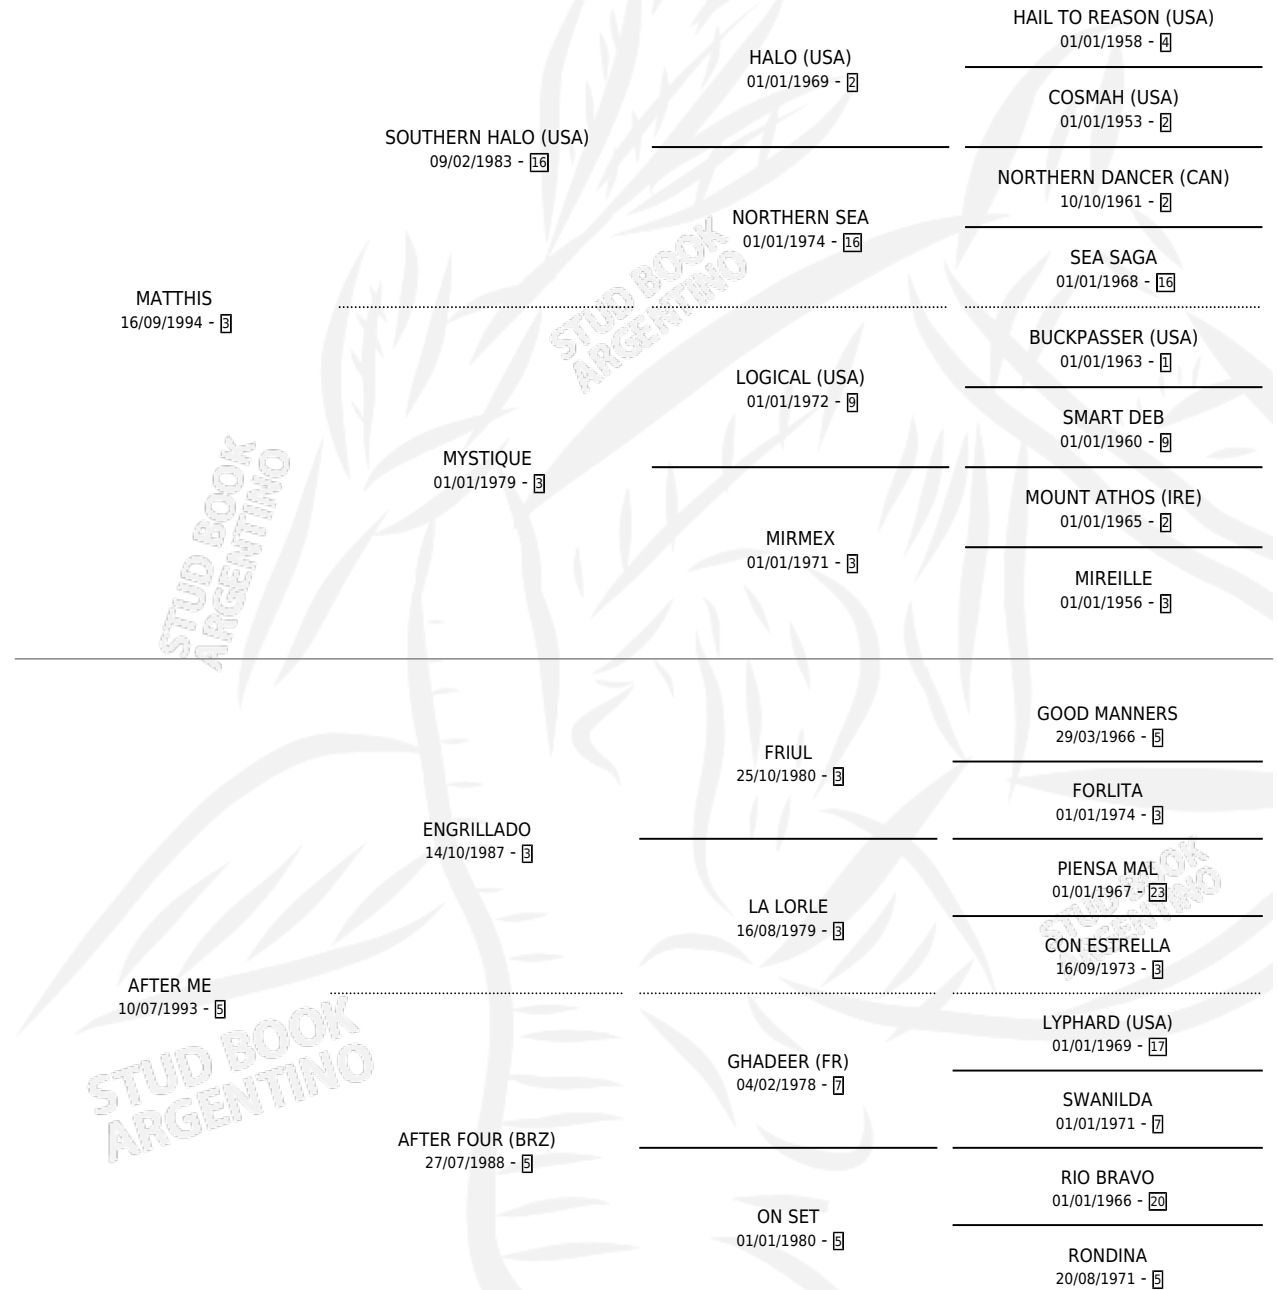 HAIL TO REASON (USA)
01/01/1958 - 4
HALO (USA)
01/01/1969 - 2
COSMAH (USA)
01/01/1953 - 2
SOUTHERN HALO (USA)
09/02/1983 - 16
NORTHERN DANCER (CAN)
10/10/1961 - 2
NORTHERN SEA
01/01/1974 - 16
SEA SAGA
01/01/1968 - 16
STUD BOOK
ARGENTINO
MATTHIS
16/09/1994 - 3
BUCKPASSER (USA)
01/01/1963 - 1
LOGICAL (USA)
01/01/1972 - 9
SMART DEB
01/01/1960 - 9
MYSTIQUE
01/01/1979 - 3
MOUNT ATHOS (IRE)
01/01/1965 - 2
MIRMEX
01/01/1971 - 3
MIREILLE
01/01/1956 - 3
STUD BOOK
ARGENTINO
GOOD MANNERS
29/03/1966 - 5
FRIUL
25/10/1980 - 3
FORLITA
01/01/1974 - 3
ENGRILLADO
14/10/1987 - 3
PIENSA MAL
01/01/1967 - 23
LA LORLE
16/08/1979 - 3
CON ESTRELLA
16/09/1973 - 3
STUD BOOK
ARGENTINO
AFTER ME
10/07/1993 - 5
LYPHARD (USA)
01/01/1969 - 17
GHADEER (FR)
04/02/1978 - 7
SWANILDA
01/01/1971 - 7
STUD BOOK
ARGENTINO
AFTER FOUR (BRZ)
27/07/1988 - 5
RIO BRAVO
01/01/1966 - 20
ON SET
01/01/1980 - 5
RONDINA
20/08/1971 - 5